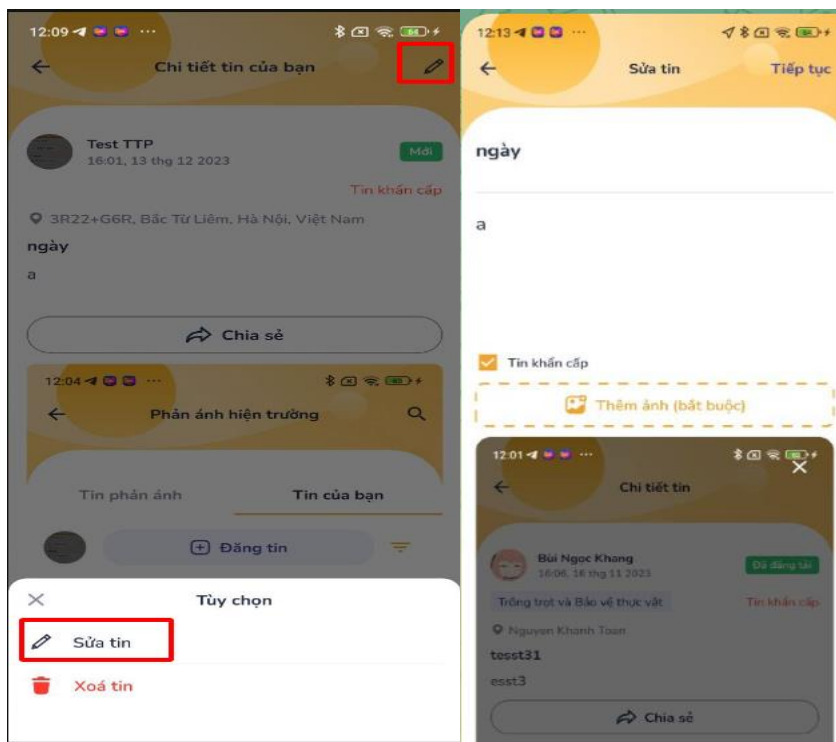 12:09
Chi tiết tin của bạn
Test TTP
16:01, 13 thg 12 2023
Mới
Tin khẩn cấp
3R22+G6R, Bắc Từ Liêm, Hà Nội, Việt Nam
ngày
a
Chia sẻ
12:04
Phản ánh hiện trường
Tin phản ánh
Tin của bạn
Đăng tin
Tùy chọn
Sửa tin
Xoá tin
12:13
Sửa tin
Tiếp tục
ngày
a
Tin khẩn cấp
Thêm ảnh (bắt buộc)
12:01
Chi tiết tin
Bùi Ngọc Khang
16:06, 16 thg 11 2023
Đã đăng tải
Trồng trọt và Bảo vệ thực vật
Tin khẩn cấp
Nguyen Khanh Toan
tesst31
esst3
Chia sẻ